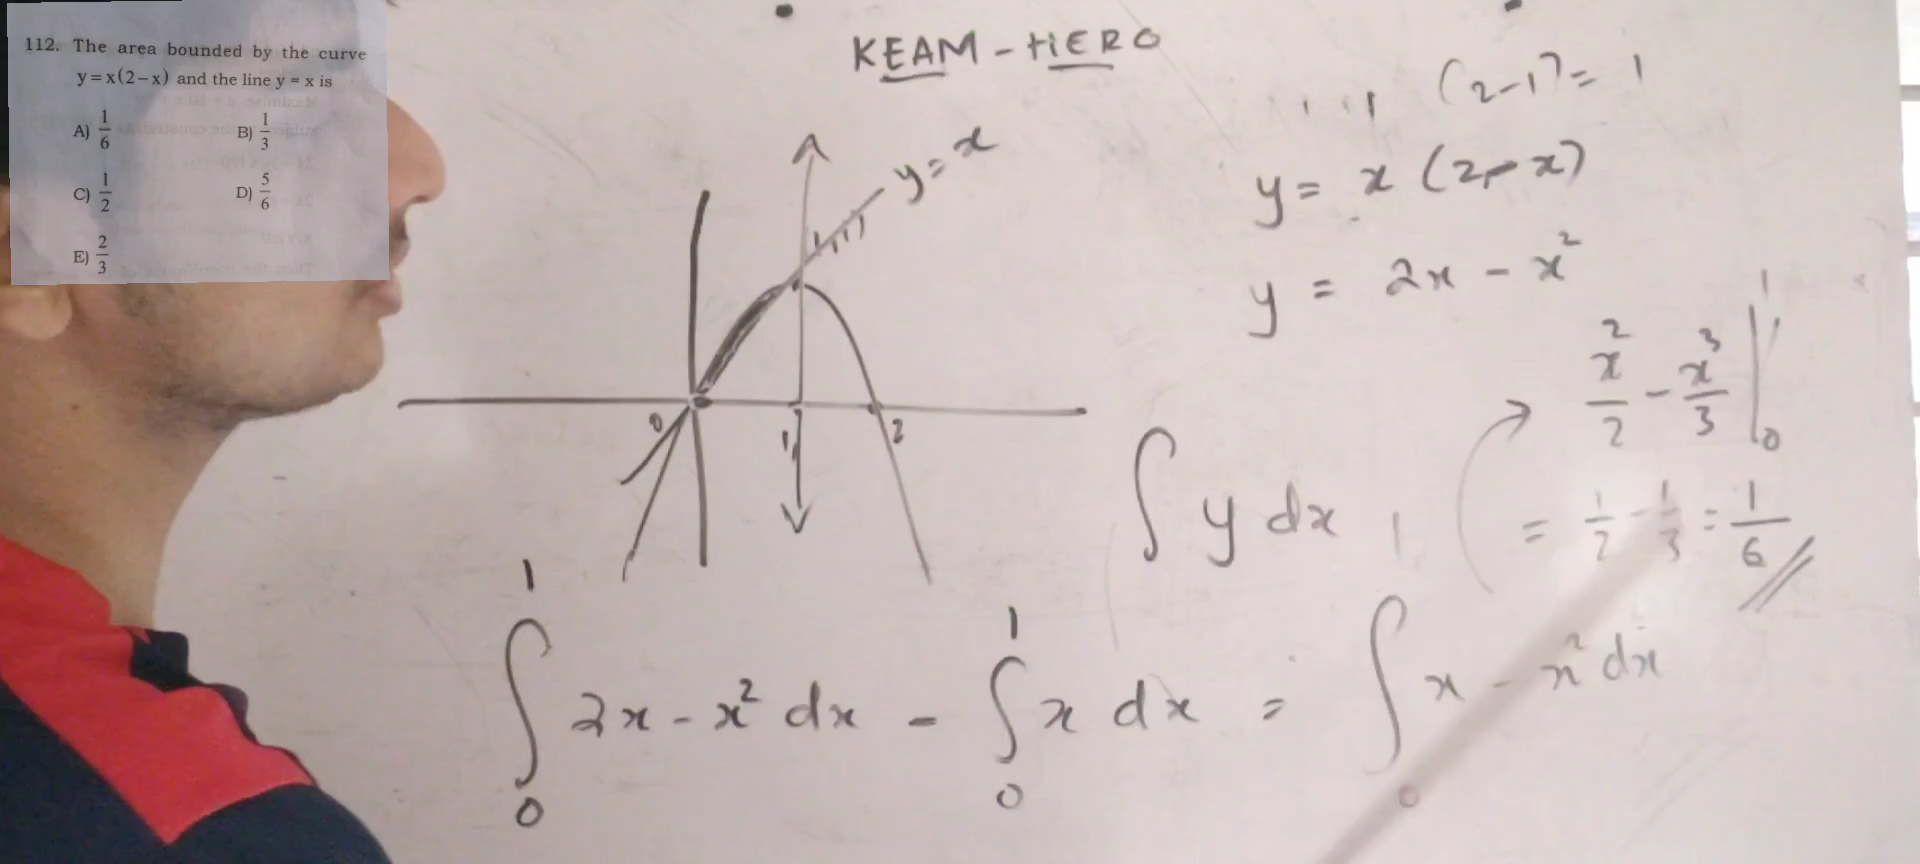 112. The area bounded by the curve
y=x(2−x) and the line y = x is
A) 1/6 B) 1/3
C) 1/2 D) 5/6
E) 2/3
KEAM - HERO
(2-1) = 1
y = x (2 - x)
y = 2x - x²
y = x
0 1 2
x²/2 - x³/3 |₀¹
∫ y dx
= 1/2 - 1/3 = 1/6
∫₀¹ 2x - x² dx - ∫₀¹ x dx = ∫₀ x - x² dx